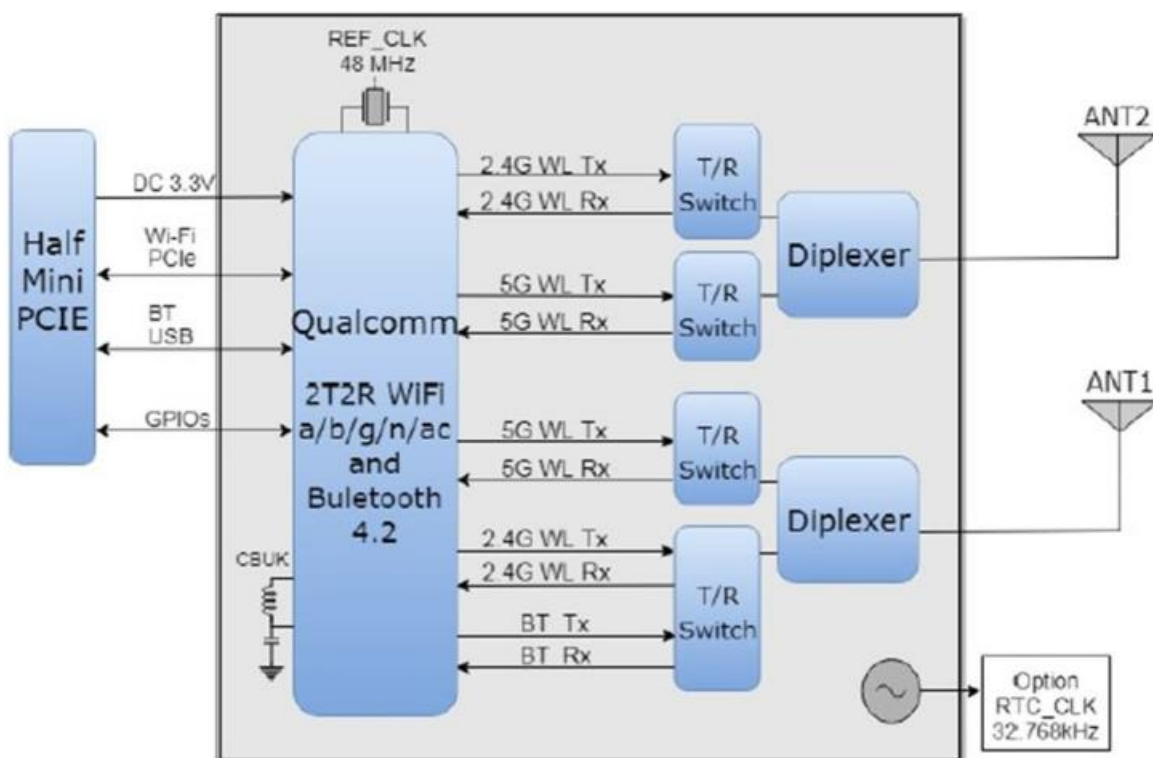 REF_CLK
48 MHz
ANT2
DC 3.3V
2.4G WL Tx
2.4G WL Rx
T/R
Switch
Half
Mini
PCIE
Wi-Fi
PCIe
Diplexer
BT
USB
5G WL Tx
5G WL Rx
T/R
Switch
Qualcomm
2T2R WiFi
a/b/g/n/ac
and
Buletooth
4.2
GPIOs
ANT1
5G WL Tx
5G WL Rx
T/R
Switch
Diplexer
CBUK
2.4G WL Tx
2.4G WL Rx
BT Tx
BT Rx
T/R
Switch
Option
RTC_CLK
32.768kHz